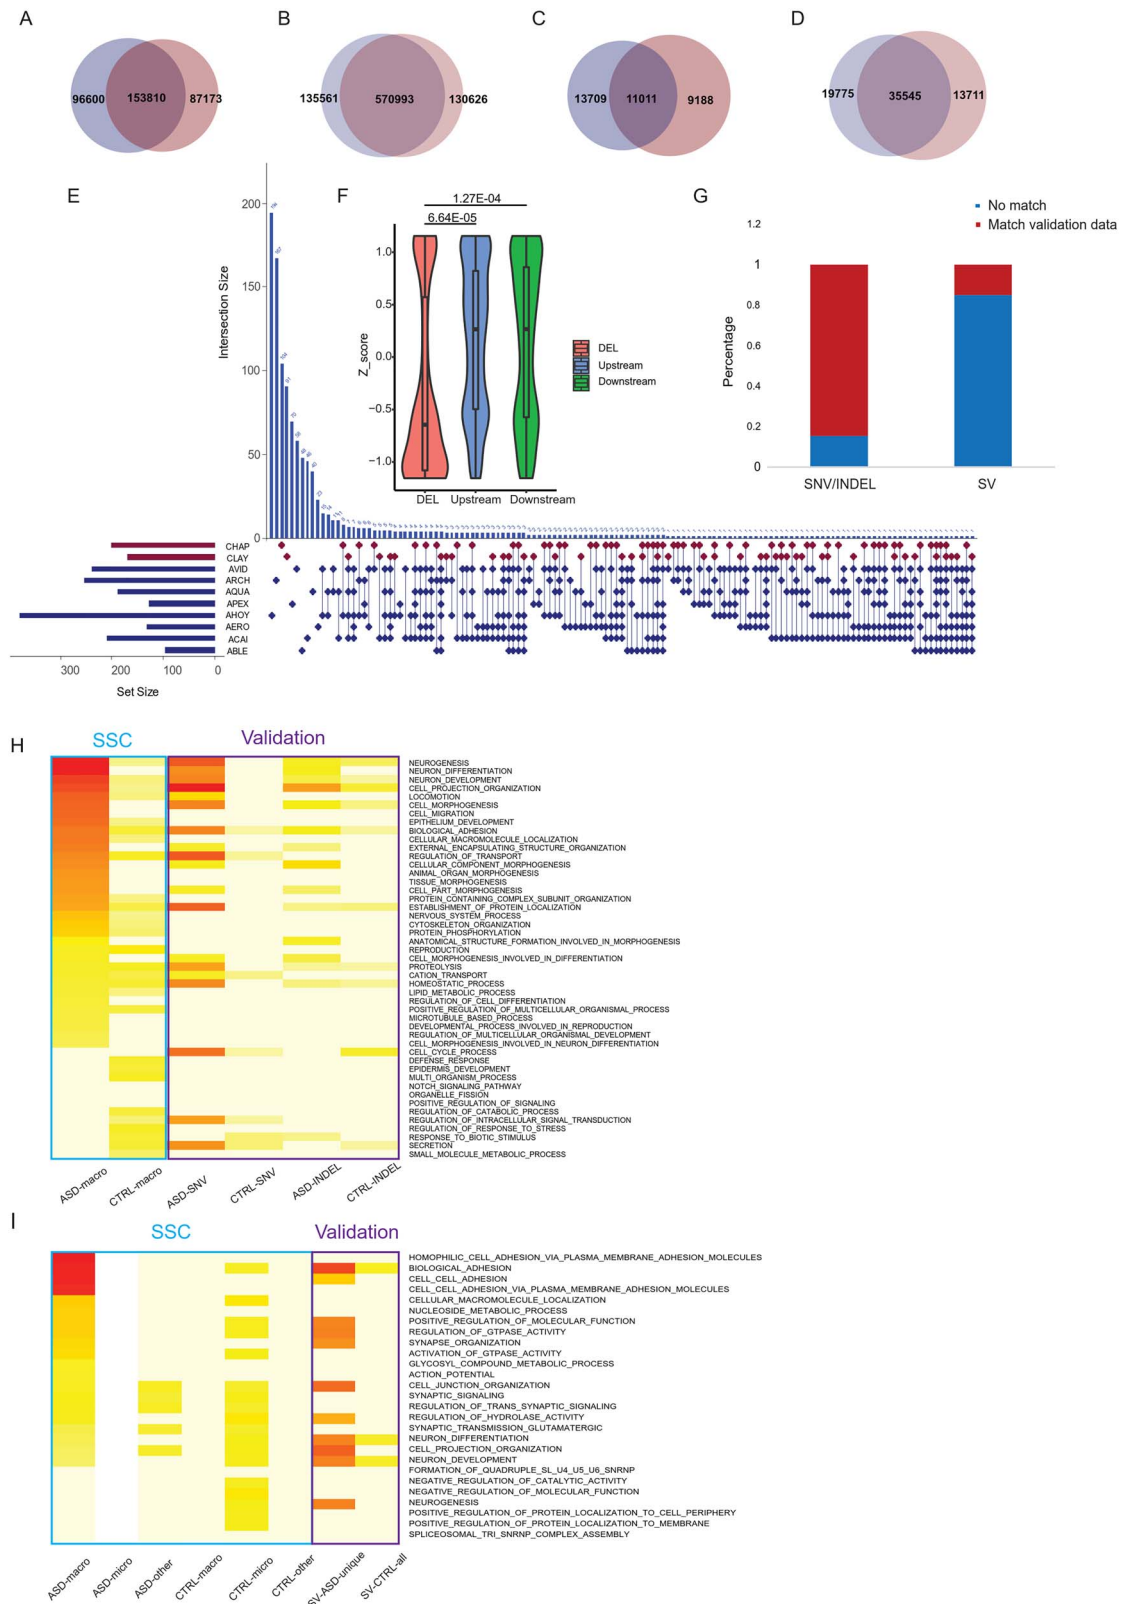 A
B
C
D
96600
153810
87173
135561
570993
130626
13709
11011
9188
19775
35545
13711
E
F
G
200
150
100
50
0
Intersection Size
1.27E-04
6.64E-05
1.0
0.5
0.0
−0.5
−1.0
Z_score
DEL
Upstream
Downstream
DEL
Upstream
Downstream
No match
Match validation data
1.2
1
0.8
0.6
0.4
0.2
0
Percentage
SNV/INDEL
SV
CHAP
CLAY
AVID
ARCH
AQUA
APEX
AHOY
AERO
ACAI
ABLE
300
200
100
0
Set Size
H
SSC
Validation
NEUROGENESIS
NEURON_DIFFERENTIATION
NEURON_DEVELOPMENT
CELL_PROJECTION_ORGANIZATION
LOCOMOTION
CELL_MORPHOGENESIS
CELL_MIGRATION
EPITHELIUM_DEVELOPMENT
BIOLOGICAL_ADHESION
CELLULAR_MACROMOLECULE_LOCALIZATION
EXTERNAL_ENCAPSULATING_STRUCTURE_ORGANIZATION
REGULATION_OF_TRANSPORT
CELLULAR_COMPONENT_MORPHOGENESIS
ANIMAL_ORGAN_MORPHOGENESIS
TISSUE_MORPHOGENESIS
CELL_PART_MORPHOGENESIS
PROTEIN_CONTAINING_COMPLEX_SUBUNIT_ORGANIZATION
ESTABLISHMENT_OF_PROTEIN_LOCALIZATION
NERVOUS_SYSTEM_PROCESS
CYTOSKELETON_ORGANIZATION
PROTEIN_PHOSPHORYLATION
ANATOMICAL_STRUCTURE_FORMATION_INVOLVED_IN_MORPHOGENESIS
REPRODUCTION
CELL_MORPHOGENESIS_INVOLVED_IN_DIFFERENTIATION
PROTEOLYSIS
CATION_TRANSPORT
HOMEOSTATIC_PROCESS
LIPID_METABOLIC_PROCESS
REGULATION_OF_CELL_DIFFERENTIATION
POSITIVE_REGULATION_OF_MULTICELLULAR_ORGANISMAL_PROCESS
MICROTUBULE_BASED_PROCESS
DEVELOPMENTAL_PROCESS_INVOLVED_IN_REPRODUCTION
REGULATION_OF_MULTICELLULAR_ORGANISMAL_DEVELOPMENT
CELL_MORPHOGENESIS_INVOLVED_IN_NEURON_DIFFERENTIATION
CELL_CYCLE_PROCESS
DEFENSE_RESPONSE
EPIDERMIS_DEVELOPMENT
MULTI_ORGANISM_PROCESS
NOTCH_SIGNALING_PATHWAY
ORGANELLE_FISSION
POSITIVE_REGULATION_OF_SIGNALING
REGULATION_OF_CATABOLIC_PROCESS
REGULATION_OF_INTRACELLULAR_SIGNAL_TRANSDUCTION
REGULATION_OF_RESPONSE_TO_STRESS
RESPONSE_TO_BIOTIC_STIMULUS
SECRETION
SMALL_MOLECULE_METABOLIC_PROCESS
ASD-macro
CTRL-macro
ASD-SNV
CTRL-SNV
ASD-INDEL
CTRL-INDEL
I
SSC
Validation
HOMOPHILIC_CELL_ADHESION_VIA_PLASMA_MEMBRANE_ADHESION_MOLECULES
BIOLOGICAL_ADHESION
CELL_CELL_ADHESION
CELL_CELL_ADHESION_VIA_PLASMA_MEMBRANE_ADHESION_MOLECULES
CELLULAR_MACROMOLECULE_LOCALIZATION
NUCLEOSIDE_METABOLIC_PROCESS
POSITIVE_REGULATION_OF_MOLECULAR_FUNCTION
REGULATION_OF_GTPASE_ACTIVITY
SYNAPSE_ORGANIZATION
ACTIVATION_OF_GTPASE_ACTIVITY
GLYCOSYL_COMPOUND_METABOLIC_PROCESS
ACTION_POTENTIAL
CELL_JUNCTION_ORGANIZATION
SYNAPTIC_SIGNALING
REGULATION_OF_TRANS_SYNAPTIC_SIGNALING
REGULATION_OF_HYDROLASE_ACTIVITY
SYNAPTIC_TRANSMISSION_GLUTAMATERGIC
NEURON_DIFFERENTIATION
CELL_PROJECTION_ORGANIZATION
NEURON_DEVELOPMENT
FORMATION_OF_QUADRUPLE_SL_U4_U5_U6_SNRNP
NEGATIVE_REGULATION_OF_CATALYTIC_ACTIVITY
NEGATIVE_REGULATION_OF_MOLECULAR_FUNCTION
NEUROGENESIS
POSITIVE_REGULATION_OF_PROTEIN_LOCALIZATION_TO_CELL_PERIPHERY
POSITIVE_REGULATION_OF_PROTEIN_LOCALIZATION_TO_MEMBRANE
SPLICEOSOMAL_TRI_SNRNP_COMPLEX_ASSEMBLY
ASD-macro
ASD-micro
ASD-other
CTRL-macro
CTRL-micro
CTRL-other
SV-ASD-unique
SV-CTRL-all